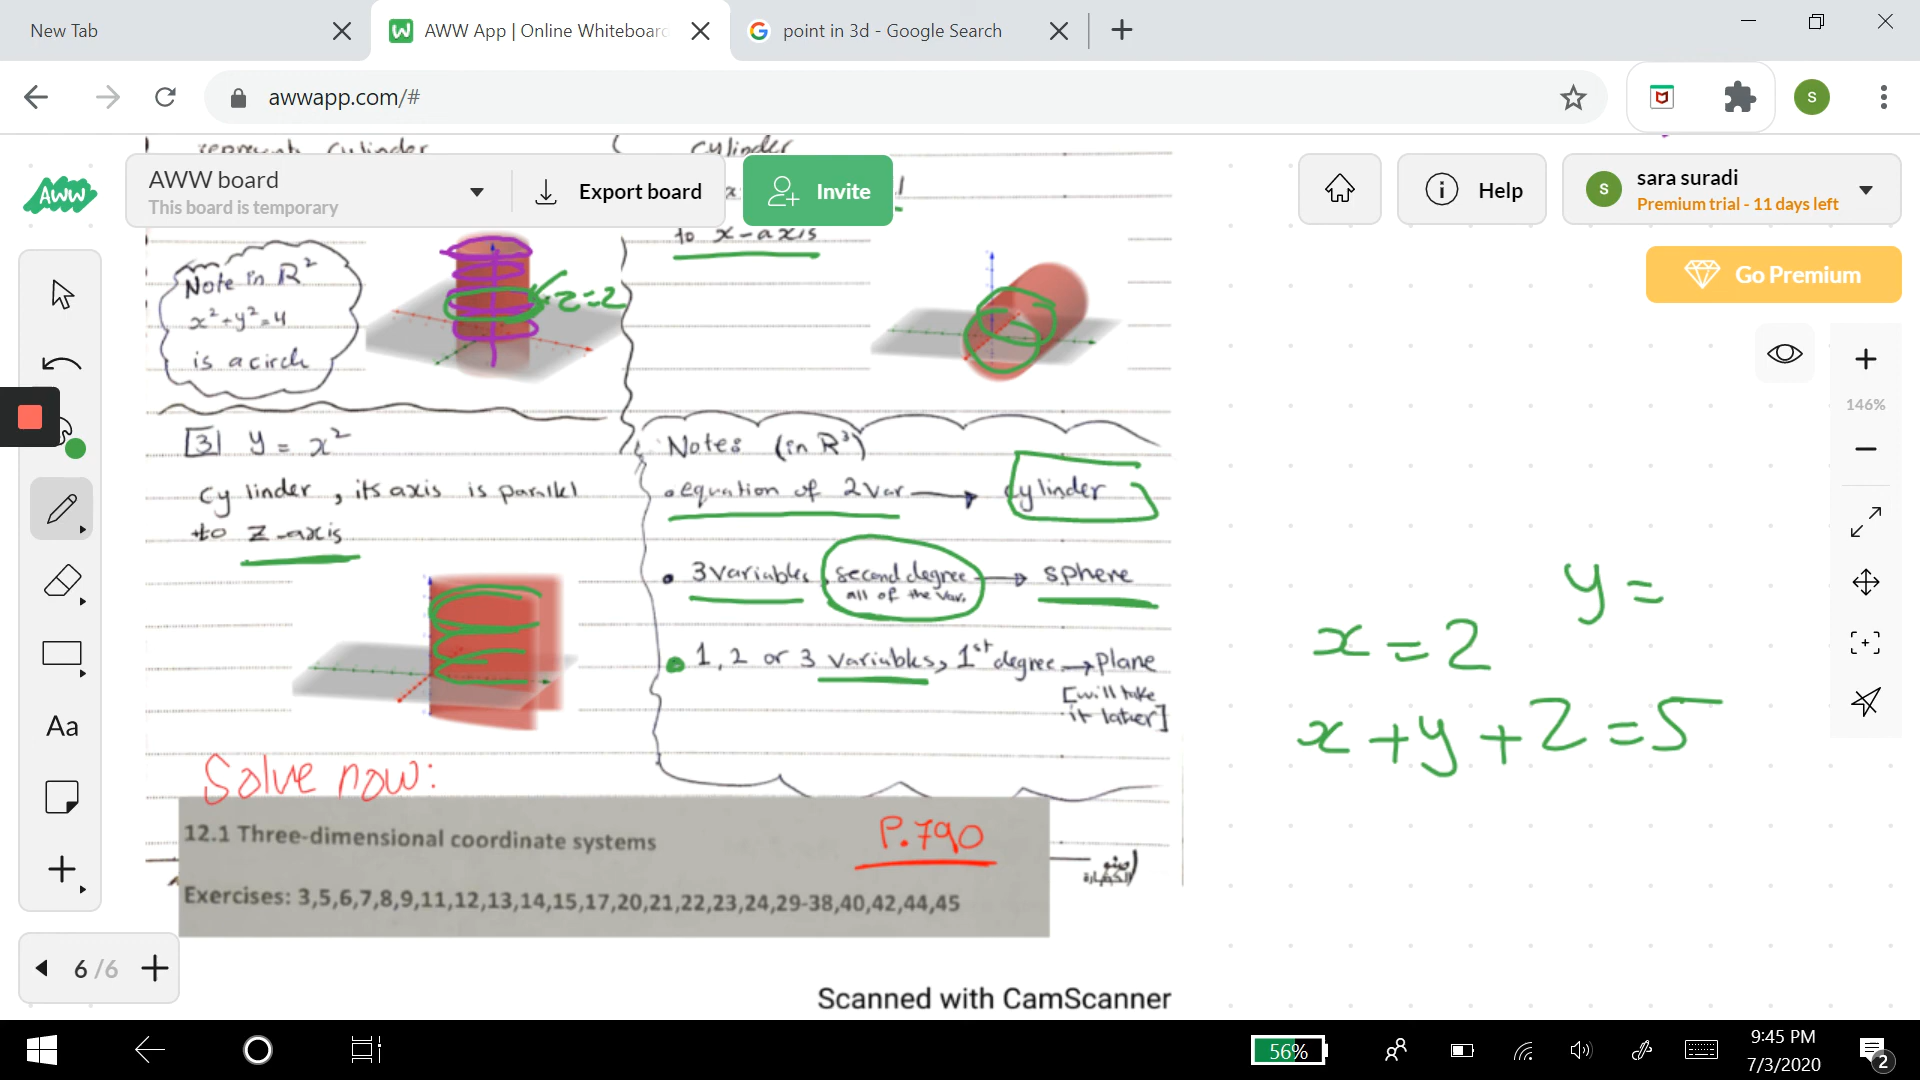 New Tab
AWW App | Online Whiteboard
point in 3d - Google Search
awwapp.com/#
S
represent cylinder
cylinder
AWW
AWW board
This board is temporary
Export board
Invite
Help
S
sara suradi
Premium trial - 11 days left
Go Premium
to x-axis
Note in R²
x²+y²=4
is a circle
z=2
146%
[3] y = x²
Cylinder, its axis is parallel
to Z-axis
Notes (in R³)
• equation of 2 var → cylinder
• 3 variables, second degree → sphere
all of the var.
• 1, 2 or 3 variables, 1st degree → plane
[will take
it later]
y =
x = 2
x + y + z = 5
Aa
Solve now:
12.1 Three-dimensional coordinate systems
P.790
Exercises: 3,5,6,7,8,9,11,12,13,14,15,17,20,21,22,23,24,29-38,40,42,44,45
6 /6
Scanned with CamScanner
56%
9:45 PM
7/3/2020
2